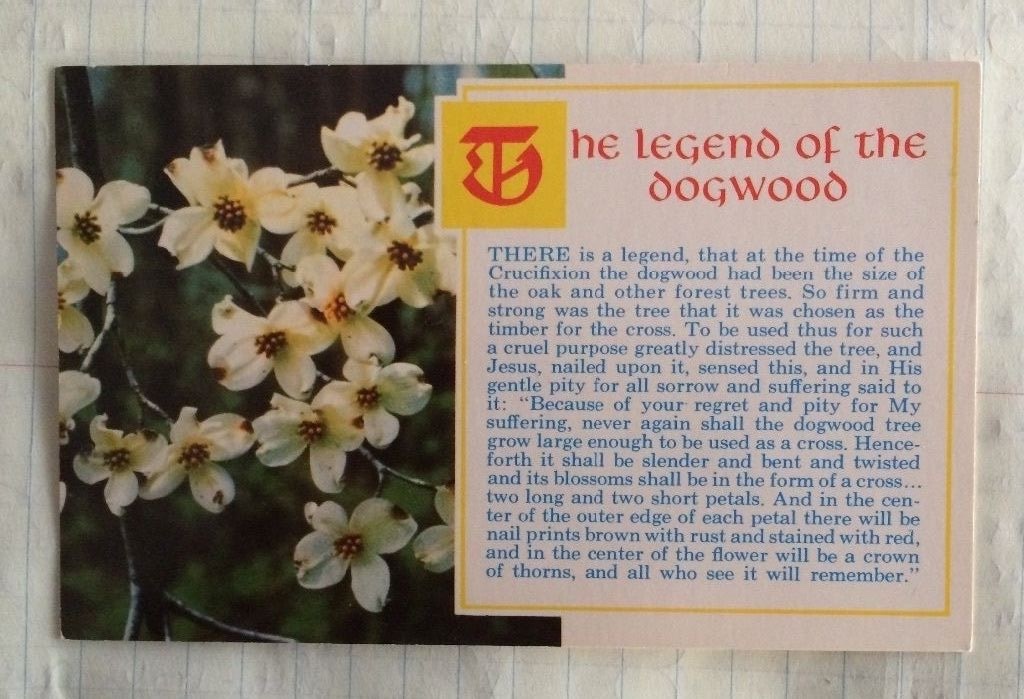 The legend of the
dogwood
THERE is a legend, that at the time of the
Crucifixion the dogwood had been the size of
the oak and other forest trees. So firm and
strong was the tree that it was chosen as the
timber for the cross. To be used thus for such
a cruel purpose greatly distressed the tree, and
Jesus, nailed upon it, sensed this, and in His
gentle pity for all sorrow and suffering said to
it: “Because of your regret and pity for My
suffering, never again shall the dogwood tree
grow large enough to be used as a cross. Hence-
forth it shall be slender and bent and twisted
and its blossoms shall be in the form of a cross...
two long and two short petals. And in the cen-
ter of the outer edge of each petal there will be
nail prints brown with rust and stained with red,
and in the center of the flower will be a crown
of thorns, and all who see it will remember.”